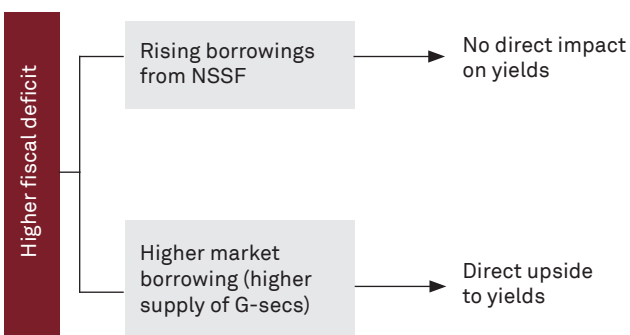 Higher fiscal deficit
Rising borrowings
from NSSF
No direct impact
on yields
Higher market
borrowing (higher
supply of G-secs)
Direct upside
to yields